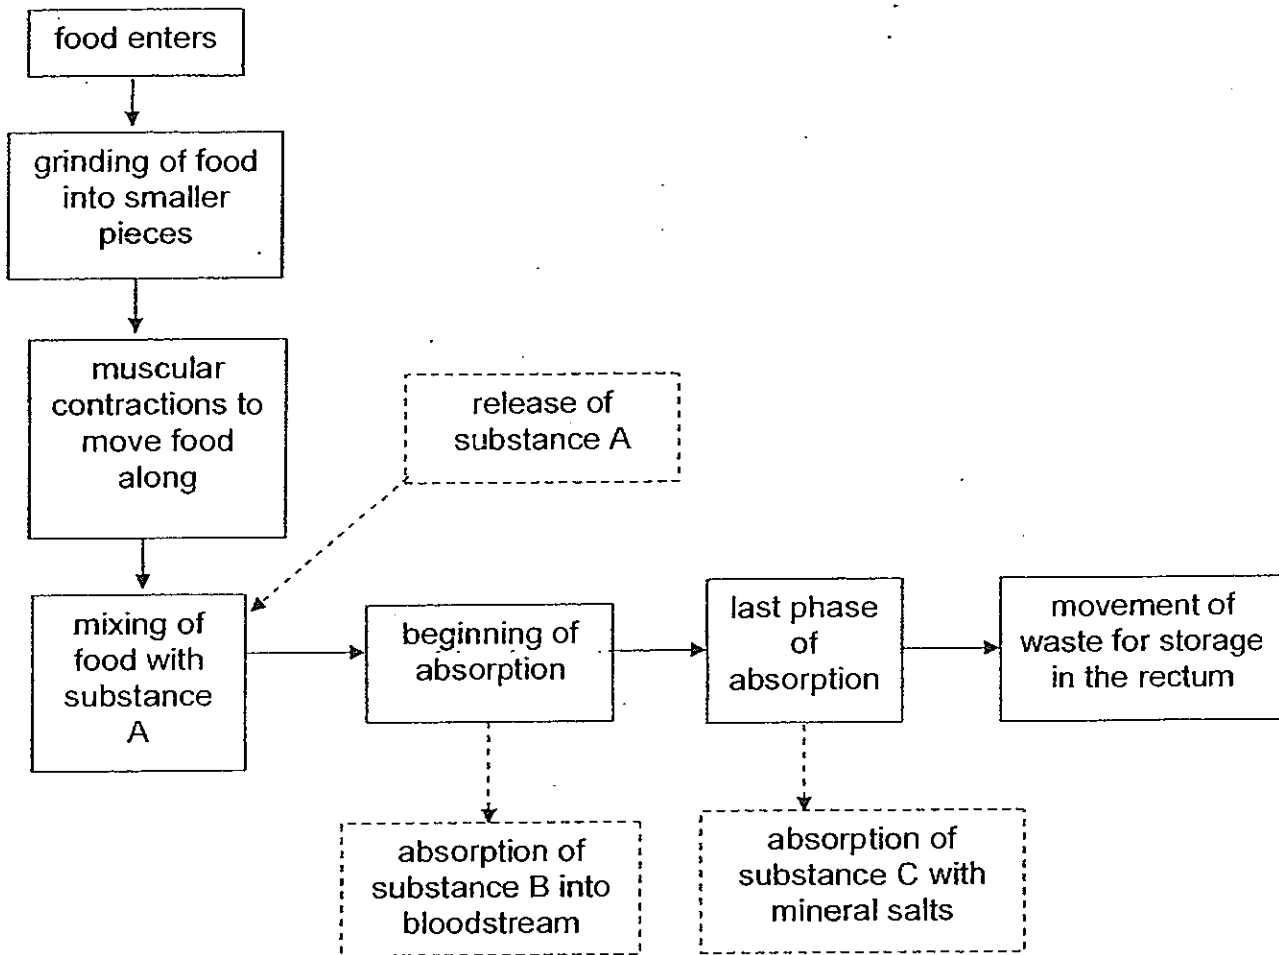 food enters
grinding of food
into smaller
pieces
muscular
contractions to
move food
along
release of
substance A
mixing of
food with
substance
A
beginning of
absorption
last phase
of
absorption
movement of
waste for storage
in the rectum
absorption of
substance B into
bloodstream
absorption of
substance C with
mineral salts